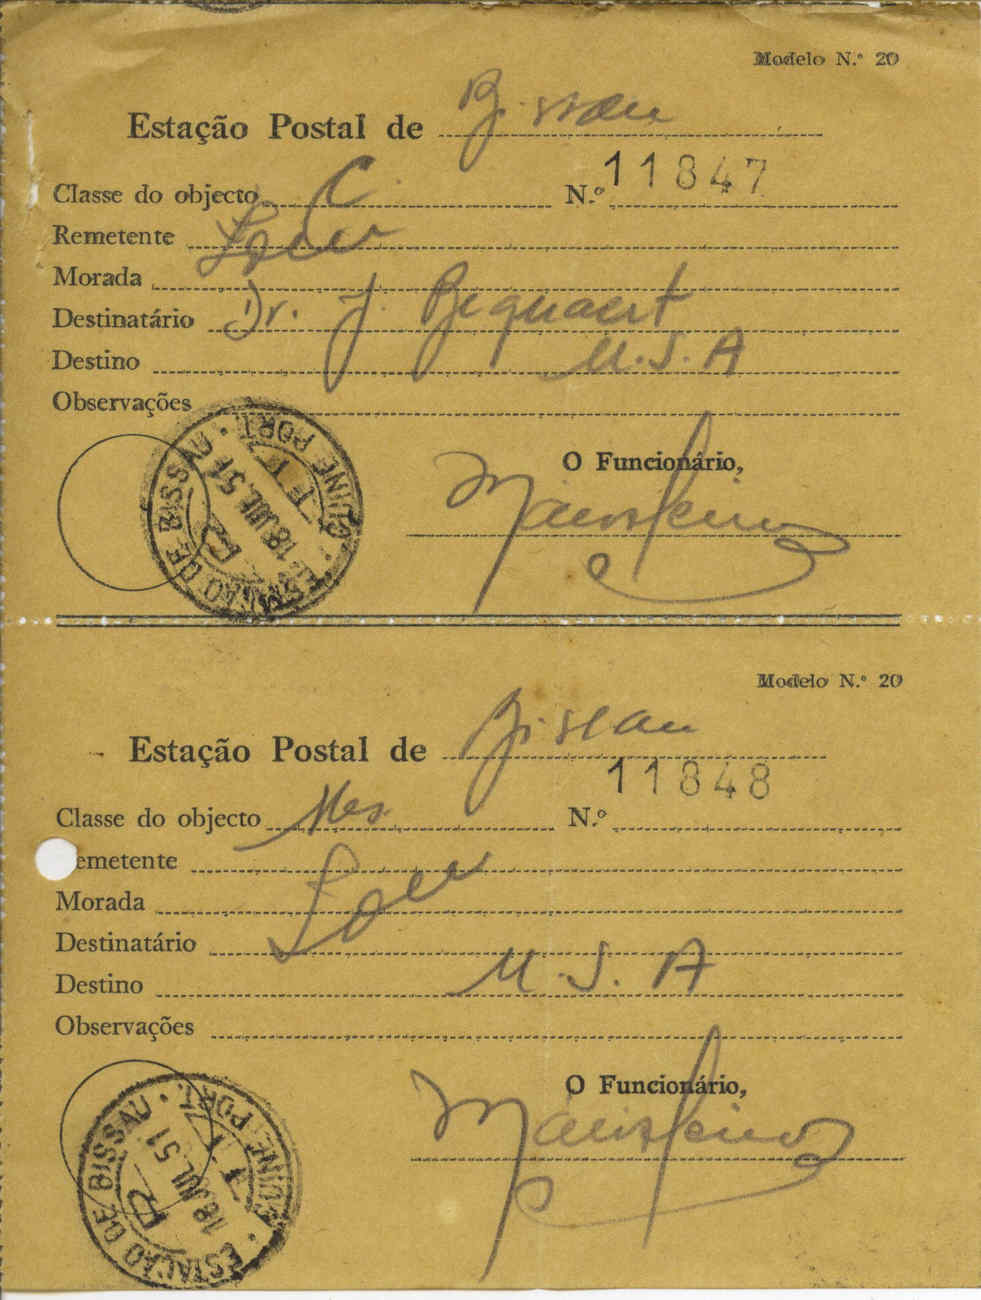 Modelo N.º 20
Estação Postal de Bissau
Classe do objecto C. N.º 11847
Remetente
Morada
Destinatário Dr. J. Bequaert
Destino U.S.A
Observações
O Funcionário,
ESTAÇÃO DE BISSAU · GUINÉ PORT. ·
R
18 JUL. 51
Modelo N.º 20
Estação Postal de Bissau
Classe do objecto N.º 11848
emetente
Morada
Destinatário
Destino U.S.A
Observações
O Funcionário,
ESTAÇÃO DE BISSAU · GUINÉ PORT. ·
R
18 JUL. 51